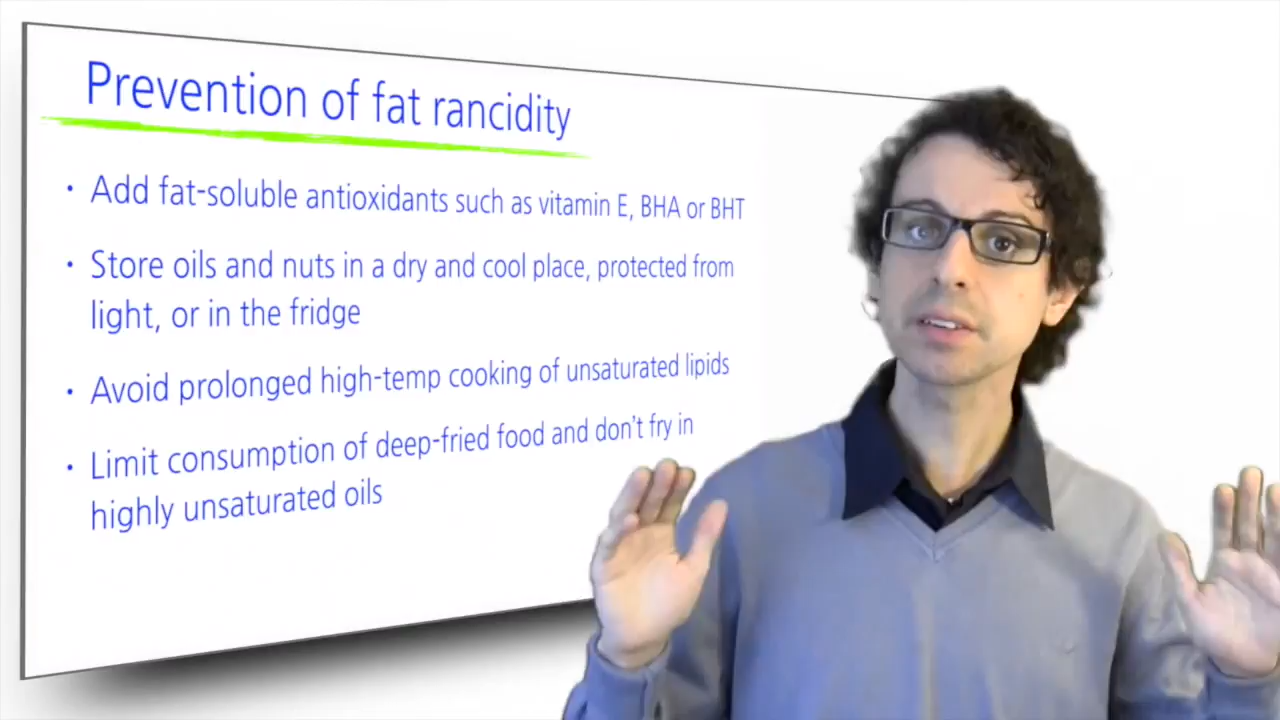 Prevention of fat rancidity
• Add fat-soluble antioxidants such as vitamin E, BHA or BHT
• Store oils and nuts in a dry and cool place, protected from
light, or in the fridge
• Avoid prolonged high-temp cooking of unsaturated lipids
• Limit consumption of deep-fried food and don't fry in
highly unsaturated oils